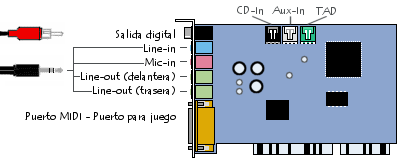 CD-In Aux-In TAD
Salida digital
Line-in
Mic-in
Line-out (delantera)
Line-out (trasera)
Puerto MIDI - Puerto para juego